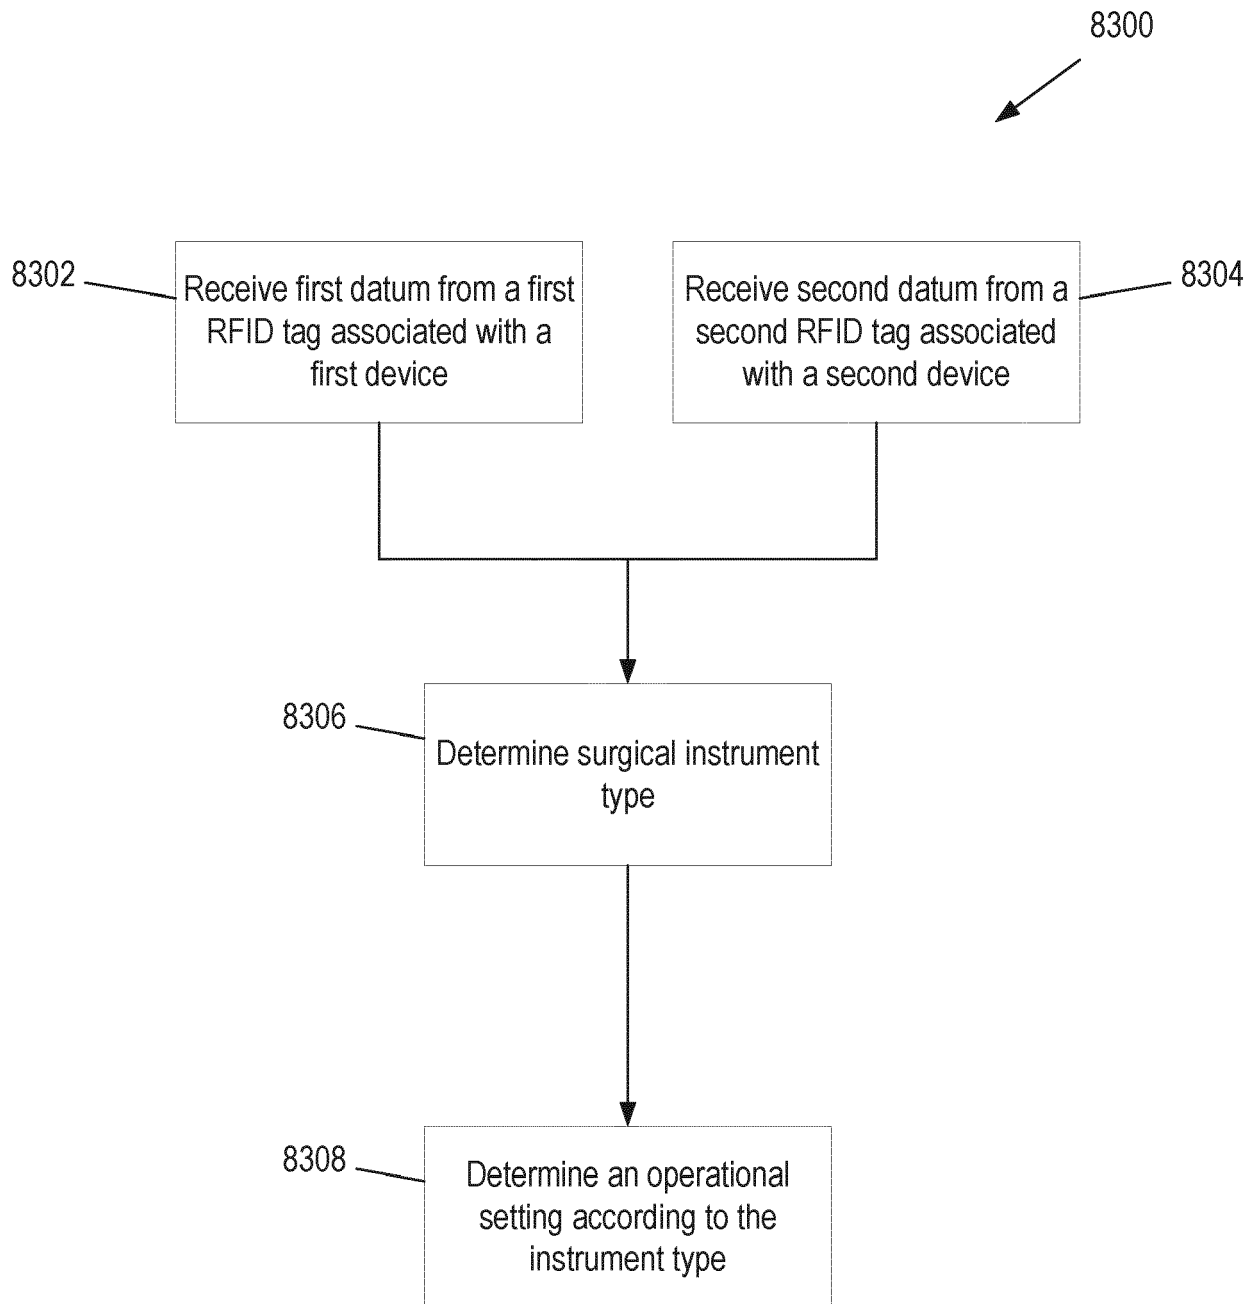 8300
8302
Receive first datum from a first
RFID tag associated with a
first device
Receive second datum from a
second RFID tag associated
with a second device
8304
8306
Determine surgical instrument
type
8308
Determine an operational
setting according to the
instrument type